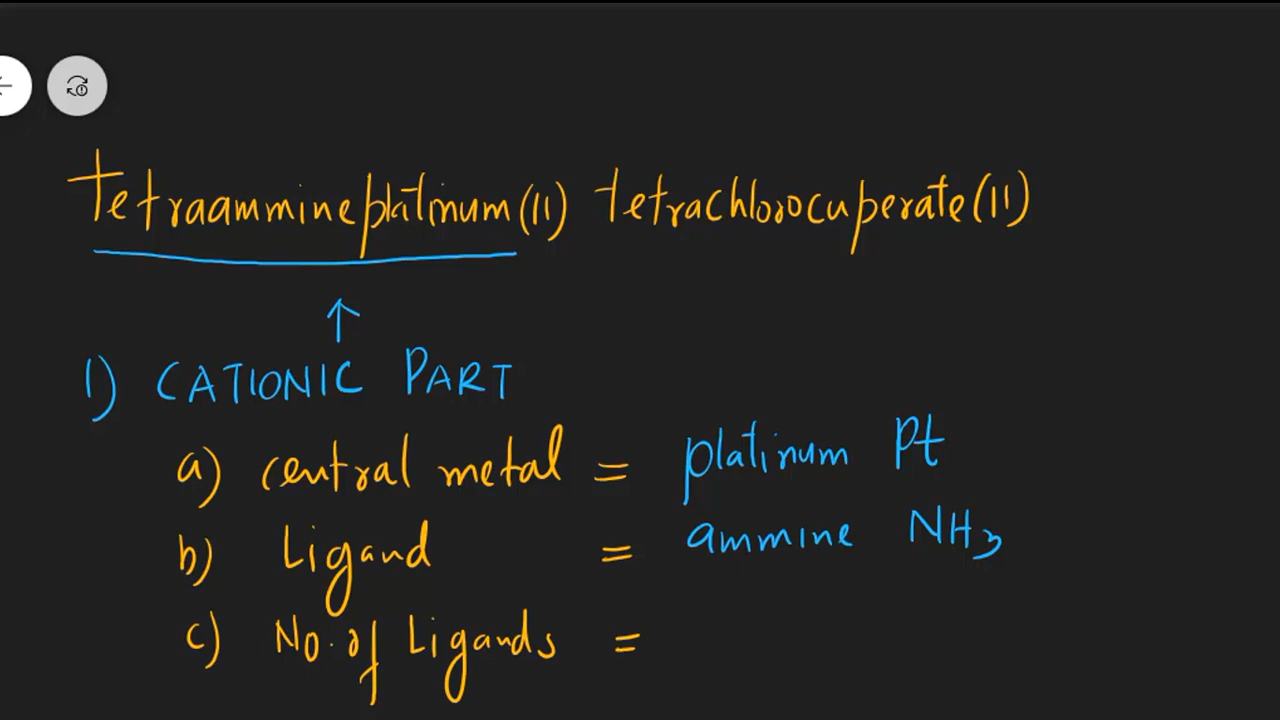 Tetraammineplatinum(II) tetrachlorocuperate(II)
1) CATIONIC PART
a) central metal = platinum Pt
b) Ligand = ammine NH3
c) No. of Ligands =